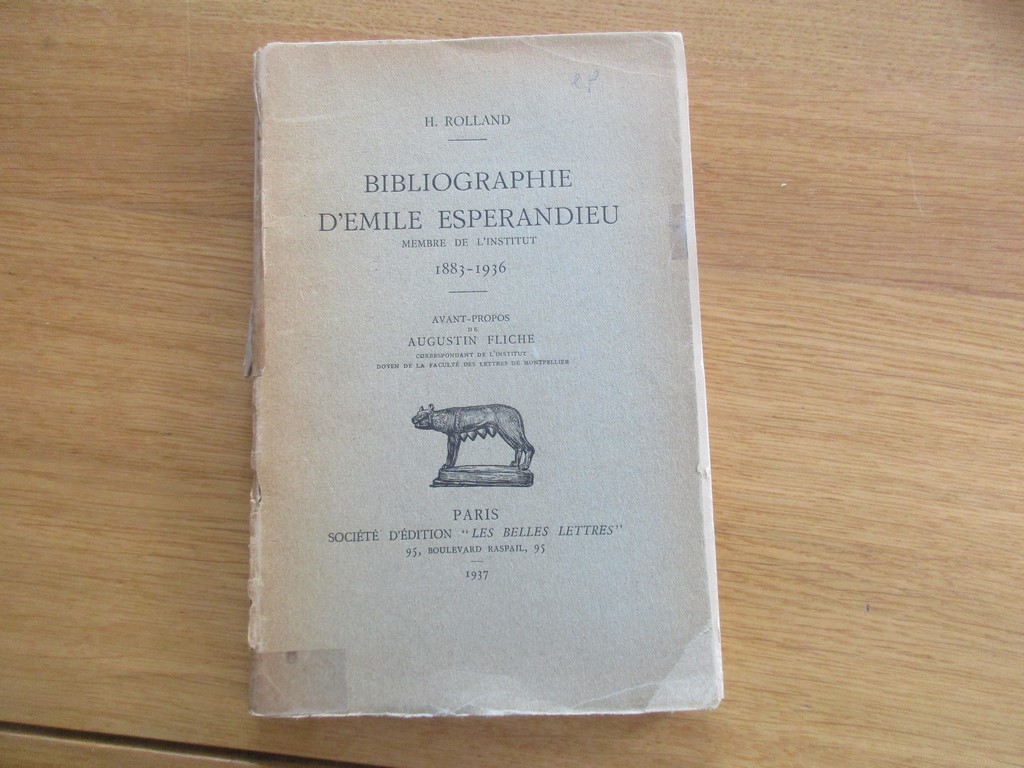 H. ROLLAND
BIBLIOGRAPHIE
D'EMILE ESPERANDIEU
MEMBRE DE L'INSTITUT
1883-1936
AVANT-PROPOS
DE
AUGUSTIN FLICHE
CORRESPONDANT DE L'INSTITUT
DOYEN DE LA FACULTÉ DES LETTRES DE MONTPELLIER
PARIS
SOCIÉTÉ D'ÉDITION "LES BELLES LETTRES"
95, BOULEVARD RASPAIL, 95
1937